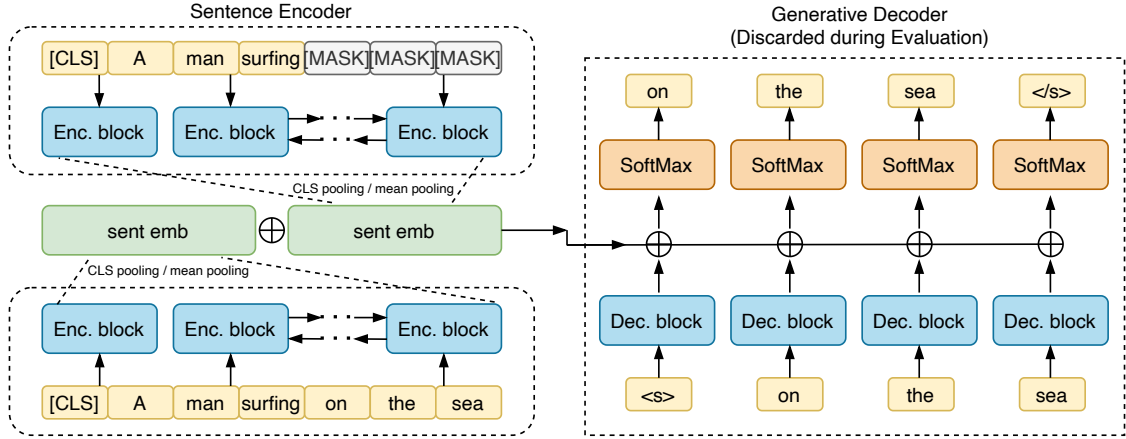 Sentence Encoder
[CLS] A man surfing [MASK] [MASK] [MASK]
Enc. block Enc. block Enc. block
CLS pooling / mean pooling
sent emb sent emb
CLS pooling / mean pooling
Enc. block Enc. block Enc. block
[CLS] A man surfing on the sea
Generative Decoder
(Discarded during Evaluation)
on the sea </s>
SoftMax SoftMax SoftMax SoftMax
Dec. block Dec. block Dec. block Dec. block
<s> on the sea